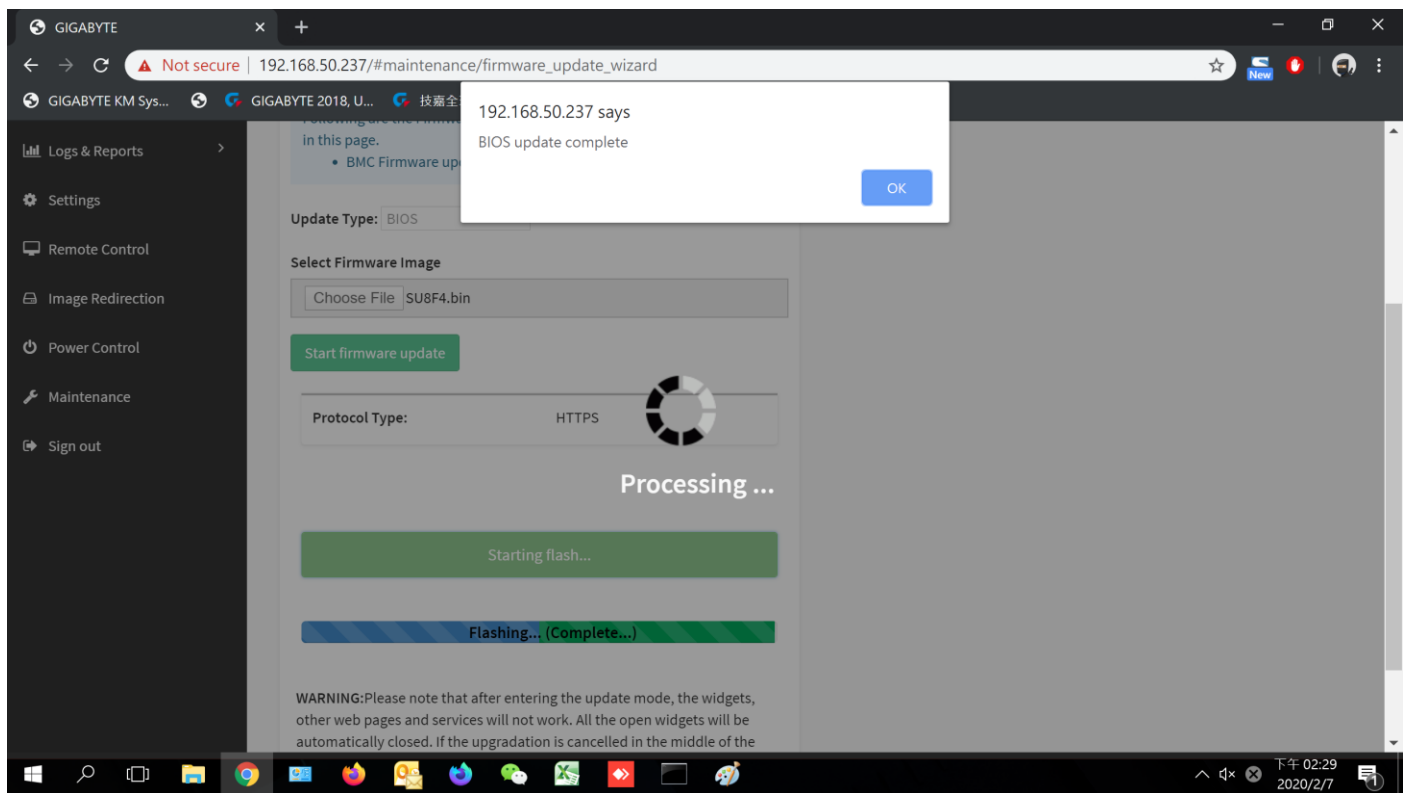 GIGABYTE
Not secure | 192.168.50.237/#maintenance/firmware_update_wizard
New
GIGABYTE KM Sys...
GIGABYTE 2018, U...
技嘉全
192.168.50.237 says
BIOS update complete
OK
Logs & Reports
Settings
Remote Control
Image Redirection
Power Control
Maintenance
Sign out
in this page.
• BMC Firmware up
Update Type: BIOS
Select Firmware Image
Choose File SU8F4.bin
Start firmware update
Protocol Type: HTTPS
Processing ...
Starting flash...
Flashing... (Complete...)
WARNING:Please note that after entering the update mode, the widgets,
other web pages and services will not work. All the open widgets will be
automatically closed. If the upgradation is cancelled in the middle of the
下午 02:29
2020/2/7
1